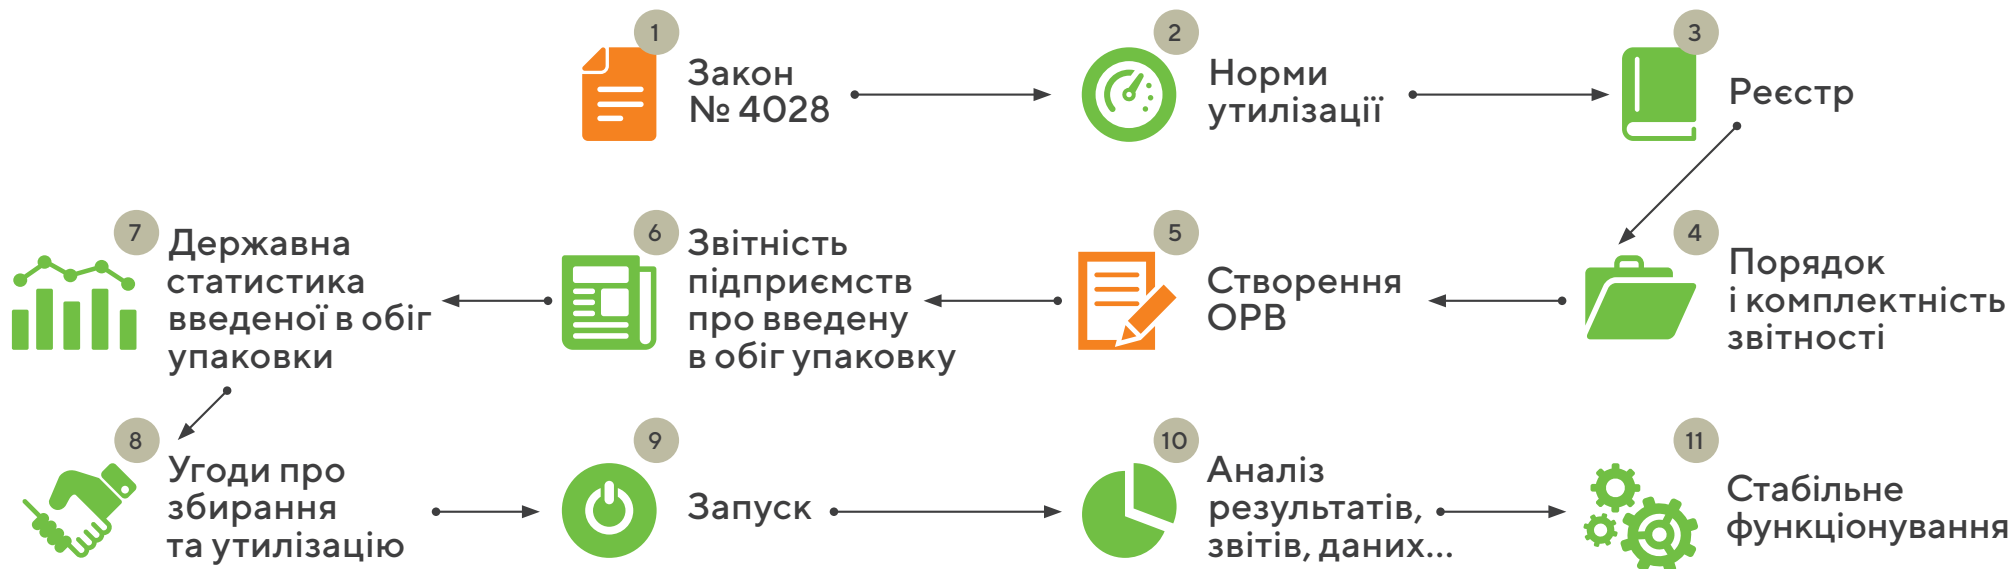 1
Закон
№ 4028
2
Норми
утилізації
3
Реєстр
4
Порядок
і комплектність
звітності
5
Створення
ОРВ
6
Звітність
підприємств
про введену
в обіг упаковку
7
Державна
статистика
введеної в обіг
упаковки
8
Угоди про
збирання
та утилізацію
9
Запуск
10
Аналіз
результатів,
звітів, даних...
11
Стабільне
функціонування